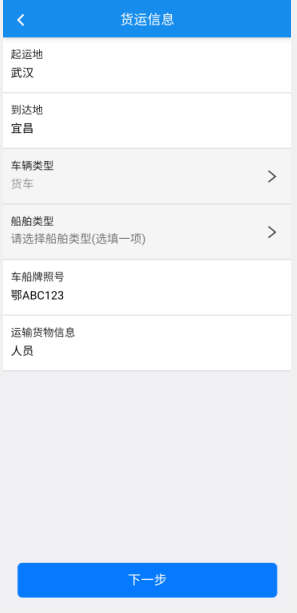 货运信息
起运地
武汉
到达地
宜昌
车辆类型
货车
船舶类型
请选择船舶类型(选填一项)
车船牌照号
鄂ABC123
运输货物信息
人员
下一步